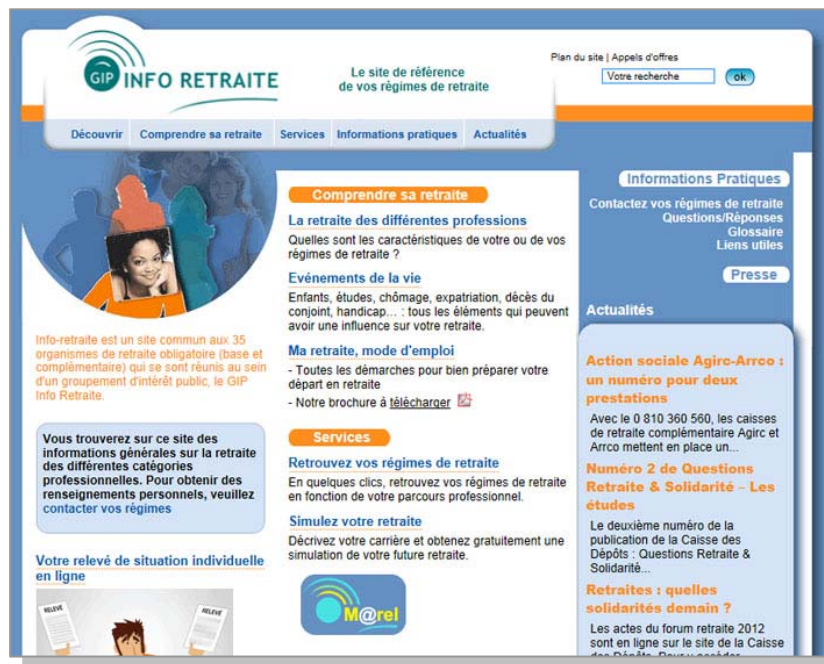 GIP INFO RETRAITE
Le site de référence
de vos régimes de retraite
Plan du site | Appels d'offres
Votre recherche
ok
Découvrir
Comprendre sa retraite
Services
Informations pratiques
Actualités
Info-retraite est un site commun aux 35
organismes de retraite obligatoire (base et
complémentaire) qui se sont réunis au sein
d'un groupement d'intérêt public, le GIP
Info Retraite.
Vous trouverez sur ce site des
informations générales sur la retraite
des différentes catégories
professionnelles. Pour obtenir des
renseignements personnels, veuillez
contacter vos régimes
Votre relevé de situation individuelle
en ligne
RELEVÉ
RELEVÉ
Comprendre sa retraite
La retraite des différentes professions
Quelles sont les caractéristiques de votre ou de vos
régimes de retraite ?
Evénements de la vie
Enfants, études, chômage, expatriation, décès du
conjoint, handicap... : tous les éléments qui peuvent
avoir une influence sur votre retraite.
Ma retraite, mode d'emploi
- Toutes les démarches pour bien préparer votre
départ en retraite
- Notre brochure à télécharger
Services
Retrouvez vos régimes de retraite
En quelques clics, retrouvez vos régimes de retraite
en fonction de votre parcours professionnel.
Simulez votre retraite
Décrivez votre carrière et obtenez gratuitement une
simulation de votre future retraite.
M@rel
Informations Pratiques
Contactez vos régimes de retraite
Questions/Réponses
Glossaire
Liens utiles
Presse
Actualités
Action sociale Agirc-Arrco :
un numéro pour deux
prestations
Avec le 0 810 360 560, les caisses
de retraite complémentaire Agirc et
Arrco mettent en place un...
Numéro 2 de Questions
Retraite & Solidarité – Les
études
Le deuxième numéro de la
publication de la Caisse des
Dépôts : Questions Retraite &
Solidarité...
Retraites : quelles
solidarités demain ?
Les actes du forum retraite 2012
sont en ligne sur le site de la Caisse
des Dépôts. Pour y accéder